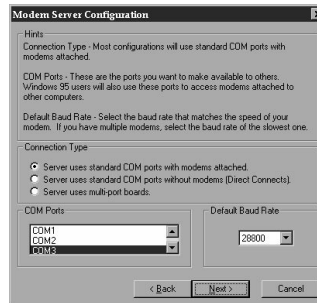 Modem Server Configuration
Hints
Connection Type - Most configurations will use standard COM ports with
modems attached.
COM Ports - These are the ports you want to make available to others.
Windows 95 users will also use these ports to access modems attached to
other computers.
Default Baud Rate - Select the baud rate that matches the speed of your
modem. If you have multiple modems, select the baud rate of the slowest one.
Connection Type
Server uses standard COM ports with modems attached.
Server uses standard COM ports without modems (Direct Connects).
Server uses multi-port boards.
COM Ports
COM1
COM2
COM3
Default Baud Rate
28800
< Back
Next >
Cancel